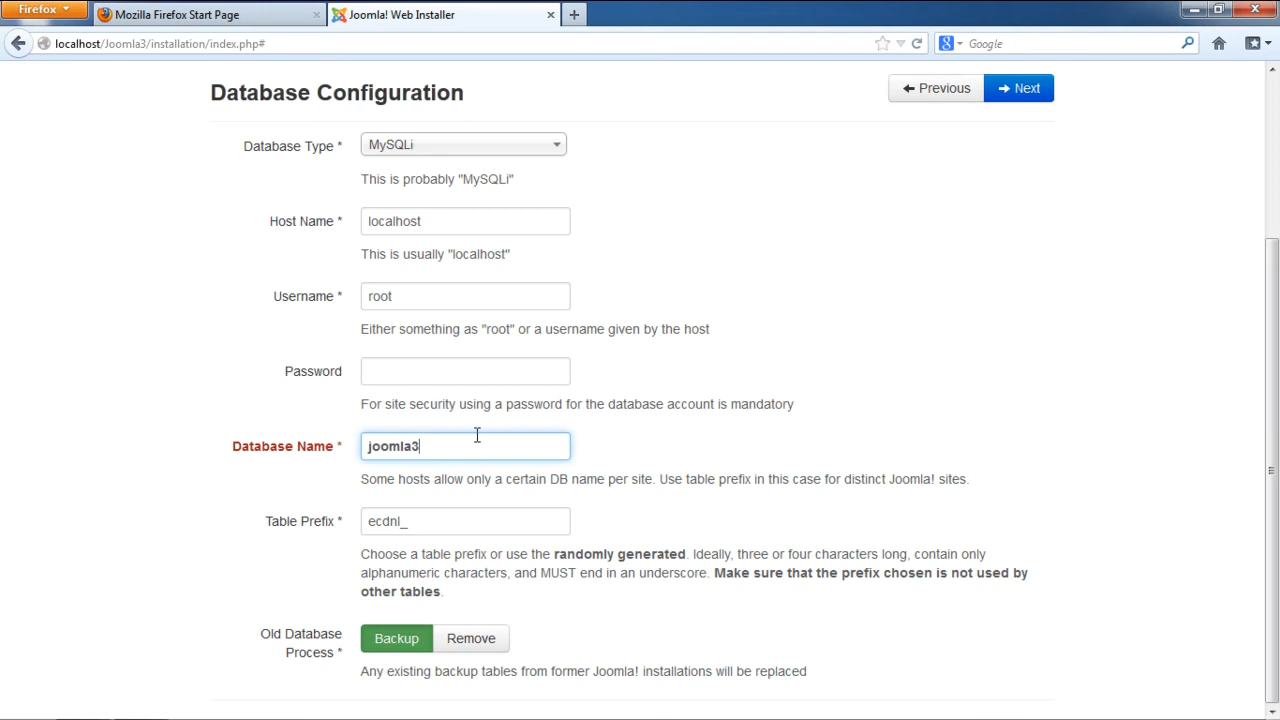 Firefox
Mozilla Firefox Start Page
Joomla! Web Installer
localhost/Joomla3/installation/index.php#
Google
Database Configuration
Previous
Next
Database Type *
MySQLi
This is probably "MySQLi"
Host Name *
localhost
This is usually "localhost"
Username *
root
Either something as "root" or a username given by the host
Password
For site security using a password for the database account is mandatory
Database Name *
joomla3
Some hosts allow only a certain DB name per site. Use table prefix in this case for distinct Joomla! sites.
Table Prefix *
ecdnl_
Choose a table prefix or use the randomly generated. Ideally, three or four characters long, contain only
alphanumeric characters, and MUST end in an underscore. Make sure that the prefix chosen is not used by
other tables.
Old Database
Process *
Backup
Remove
Any existing backup tables from former Joomla! installations will be replaced